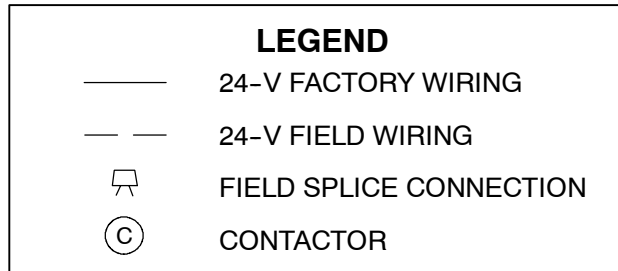 LEGEND
24-V FACTORY WIRING
24-V FIELD WIRING
FIELD SPLICE CONNECTION
C CONTACTOR